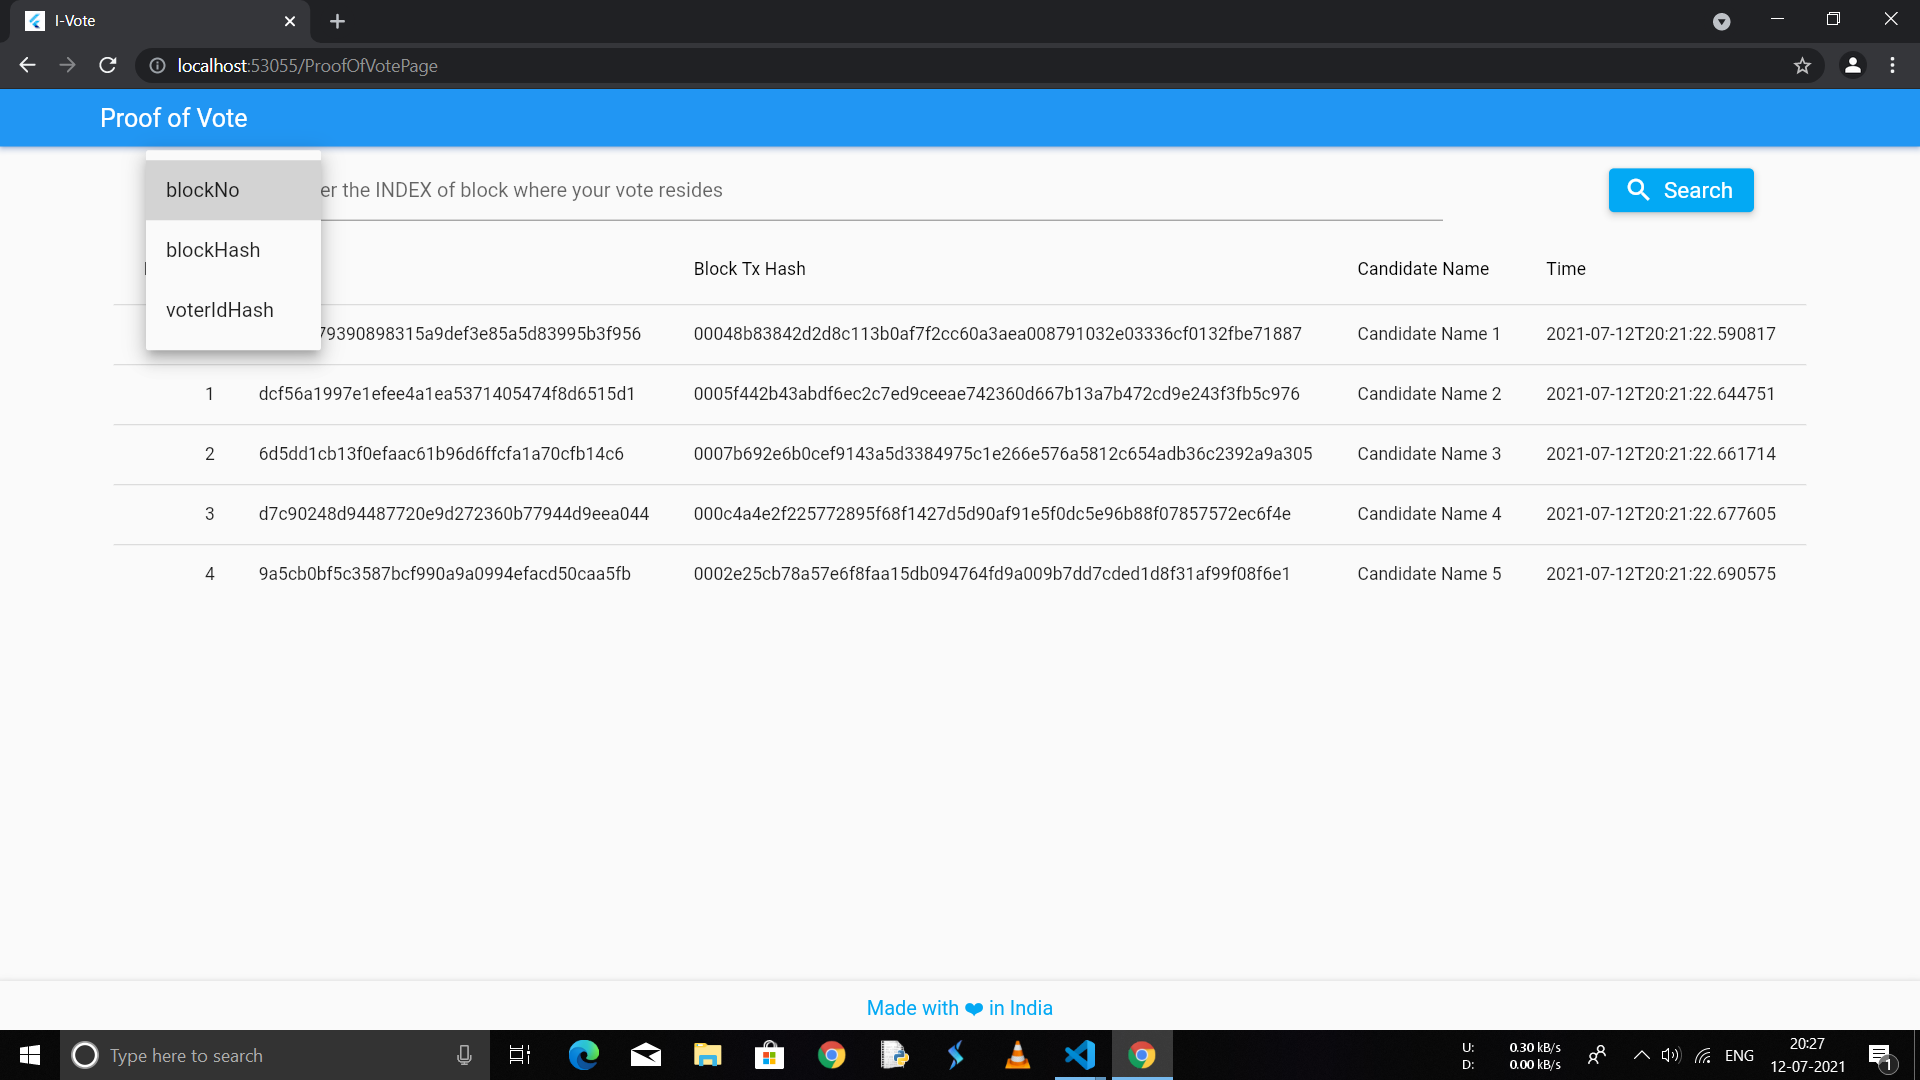 I-Vote
localhost:53055/ProofOfVotePage
Proof of Vote
blockNo
er the INDEX of block where your vote resides
Search
blockHash
voterIdHash
Block Tx Hash Candidate Name Time
79390898315a9def3e85a5d83995b3f956 00048b83842d2d8c113b0af7f2cc60a3aea008791032e03336cf0132fbe71887 Candidate Name 1 2021-07-12T20:21:22.590817
1 dcf56a1997e1efee4a1ea5371405474f8d6515d1 0005f442b43abdf6ec2c7ed9ceeae742360d667b13a7b472cd9e243f3fb5c976 Candidate Name 2 2021-07-12T20:21:22.644751
2 6d5dd1cb13f0efaac61b96d6ffcfa1a70cfb14c6 0007b692e6b0cef9143a5d3384975c1e266e576a5812c654adb36c2392a9a305 Candidate Name 3 2021-07-12T20:21:22.661714
3 d7c90248d94487720e9d272360b77944d9eea044 000c4a4e2f225772895f68f1427d5d90af91e5f0dc5e96b88f07857572ec6f4e Candidate Name 4 2021-07-12T20:21:22.677605
4 9a5cb0bf5c3587bcf990a9a0994efacd50caa5fb 0002e25cb78a57e6f8faa15db094764fd9a009b7dd7cded1d8f31af99f08f6e1 Candidate Name 5 2021-07-12T20:21:22.690575
Made with ❤ in India
Type here to search
U: 0.30 kB/s
D: 0.00 kB/s
ENG
20:27
12-07-2021
1